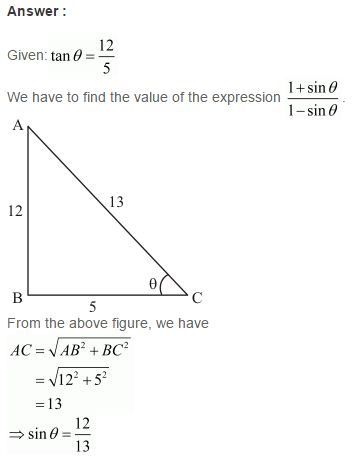 Answer :
Given: tan θ = 12/5
We have to find the value of the expression (1+sin θ)/(1−sin θ) .
A
12
13
θ
B
C
5
From the above figure, we have
AC = √(AB² + BC²)
= √(12² + 5²)
= 13
⇒ sin θ = 12/13